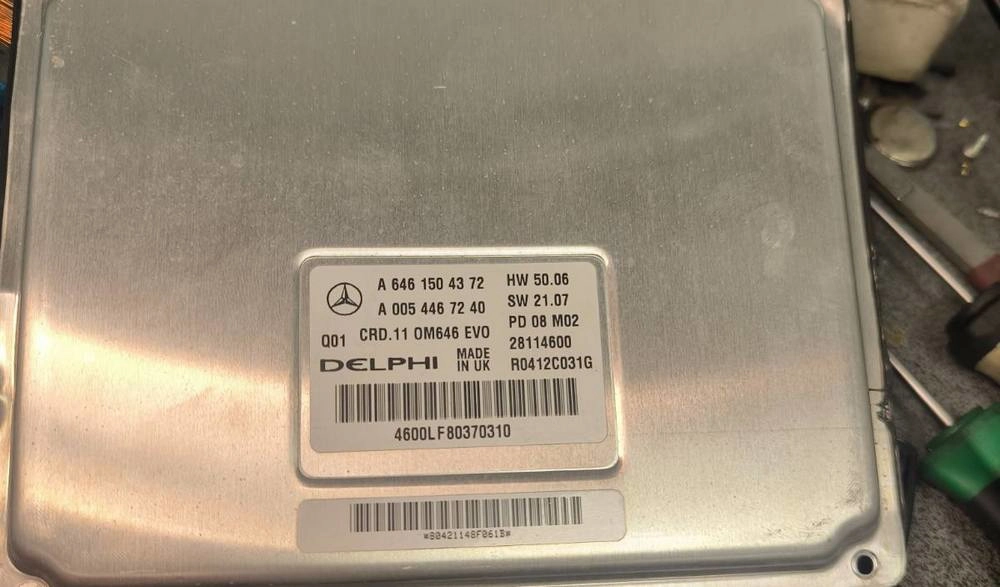 A 646 150 43 72 HW 50.06
A 005 446 72 40 SW 21.07
Q01 CRD.11 OM646 EVO PD 08 M02
28114600
DELPHI MADE IN UK R0412C031G
4600LF80370310
*80421148F061B*